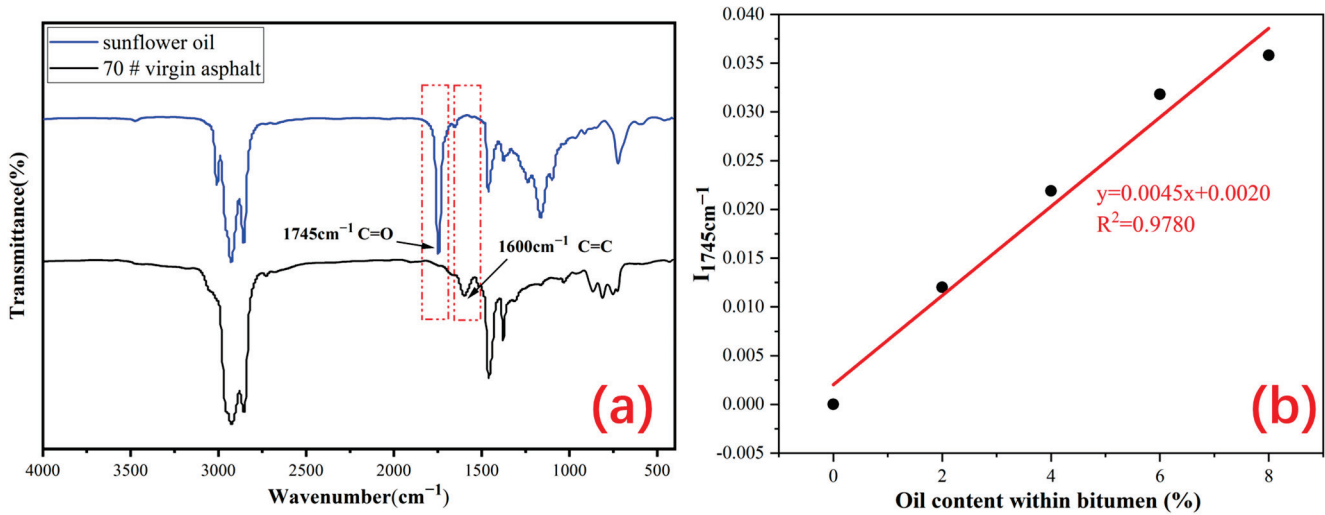 sunflower oil
70 # virgin asphalt
1745cm⁻¹ C=O
1600cm⁻¹ C=C
Transmittance(%)
(a)
4000 3500 3000 2500 2000 1500 1000 500
Wavenumber(cm⁻¹)
(b)
0.040
0.035
0.030
0.025
0.020
0.015
0.010
0.005
0.000
-0.005
I1745cm⁻¹
y=0.0045x+0.0020
R²=0.9780
(b)
0 2 4 6 8
Oil content within bitumen (%)